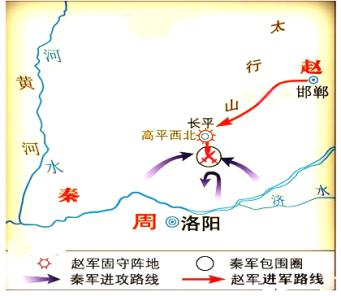 太
行
山
赵
邯郸
河
黄
河
水
长平
高平西北
秦
周
洛阳
济
水
赵军固守阵地
秦军包围圈
秦军进攻路线
赵军进军路线